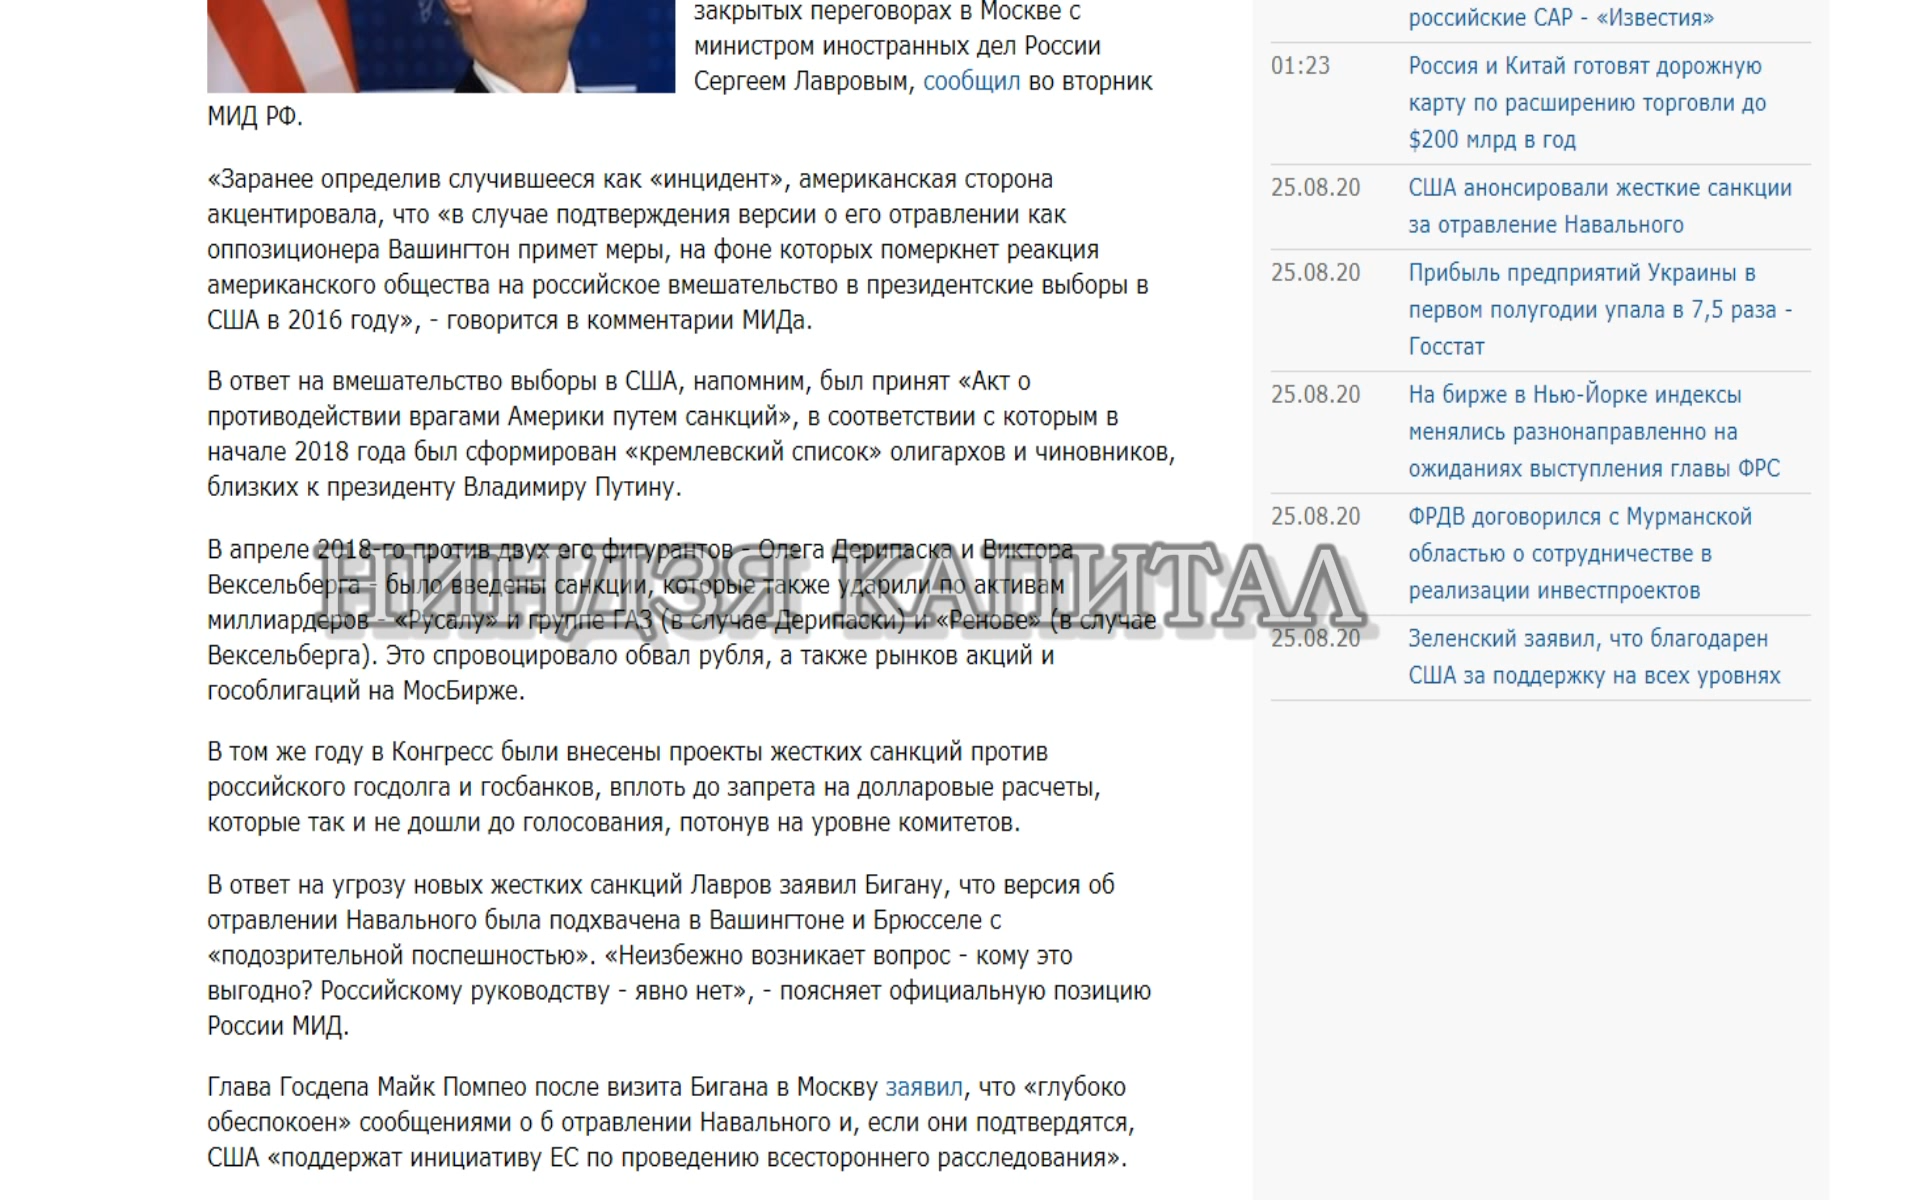 закрытых переговорах в Москве с
министром иностранных дел России
Сергеем Лавровым, сообщил во вторник
МИД РФ.
«Заранее определив случившееся как «инцидент», американская сторона
акцентировала, что «в случае подтверждения версии о его отравлении как
оппозиционера Вашингтон примет меры, на фоне которых померкнет реакция
американского общества на российское вмешательство в президентские выборы в
США в 2016 году», - говорится в комментарии МИДа.
В ответ на вмешательство выборы в США, напомним, был принят «Акт о
противодействии врагами Америки путем санкций», в соответствии с которым в
начале 2018 года был сформирован «кремлевский список» олигархов и чиновников,
близких к президенту Владимиру Путину.
В апреле 2018-го против двух его фигурантов - Олега Дерипаска и Виктора
Вексельберга - было введены санкции, которые также ударили по активам
миллиардеров - «Русалу» и группе ГАЗ (в случае Дерипаски) и «Ренове» (в случае
Вексельберга). Это спровоцировало обвал рубля, а также рынков акций и
гособлигаций на МосБирже.
НИНДЗЯ КАПИТАЛ
В том же году в Конгресс были внесены проекты жестких санкций против
российского госдолга и госбанков, вплоть до запрета на долларовые расчеты,
которые так и не дошли до голосования, потонув на уровне комитетов.
В ответ на угрозу новых жестких санкций Лавров заявил Бигану, что версия об
отравлении Навального была подхвачена в Вашингтоне и Брюсселе с
«подозрительной поспешностью». «Неизбежно возникает вопрос - кому это
выгодно? Российскому руководству - явно нет», - поясняет официальную позицию
России МИД.
Глава Госдепа Майк Помпео после визита Бигана в Москву заявил, что «глубоко
обеспокоен» сообщениями о б отравлении Навального и, если они подтвердятся,
США «поддержат инициативу ЕС по проведению всестороннего расследования».
российские САР - «Известия»
01:23 Россия и Китай готовят дорожную
карту по расширению торговли до
$200 млрд в год
25.08.20 США анонсировали жесткие санкции
за отравление Навального
25.08.20 Прибыль предприятий Украины в
первом полугодии упала в 7,5 раза -
Госстат
25.08.20 На бирже в Нью-Йорке индексы
менялись разнонаправленно на
ожиданиях выступления главы ФРС
25.08.20 ФРДВ договорился с Мурманской
областью о сотрудничестве в
реализации инвестпроектов
25.08.20 Зеленский заявил, что благодарен
США за поддержку на всех уровнях